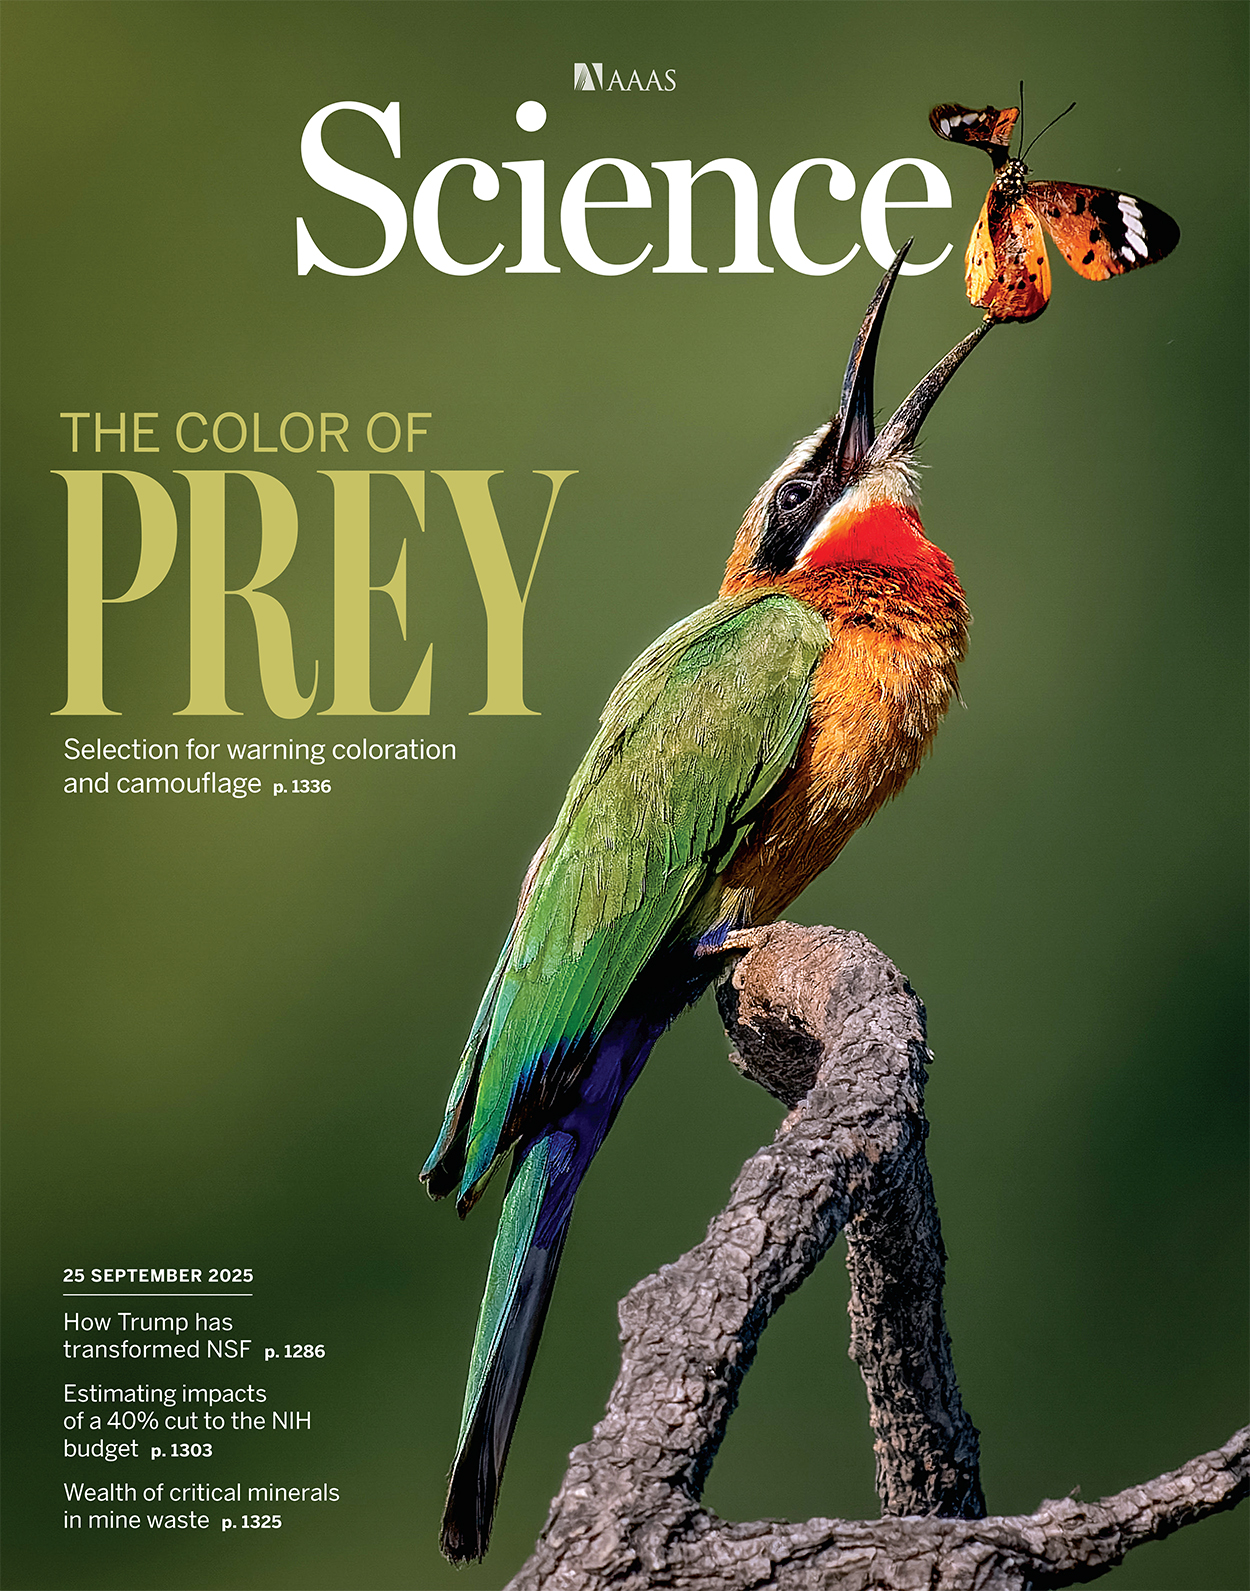 AAAS
Science
THE COLOR OF
PREY
Selection for warning coloration
and camouflage p. 1336
25 SEPTEMBER 2025
How Trump has
transformed NSF p. 1286
Estimating impacts
of a 40% cut to the NIH
budget p. 1303
Wealth of critical minerals
in mine waste p. 1325